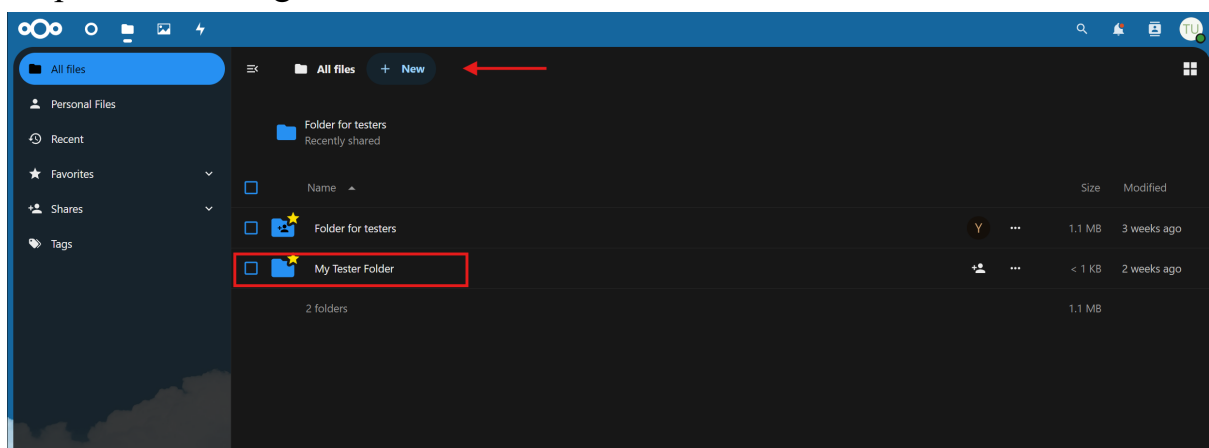 TU
All files
All files
+ New
Personal Files
Folder for testers
Recently shared
Recent
Favorites
Name
Size
Modified
Shares
Folder for testers
Y
1.1 MB
3 weeks ago
Tags
My Tester Folder
< 1 KB
2 weeks ago
2 folders
1.1 MB